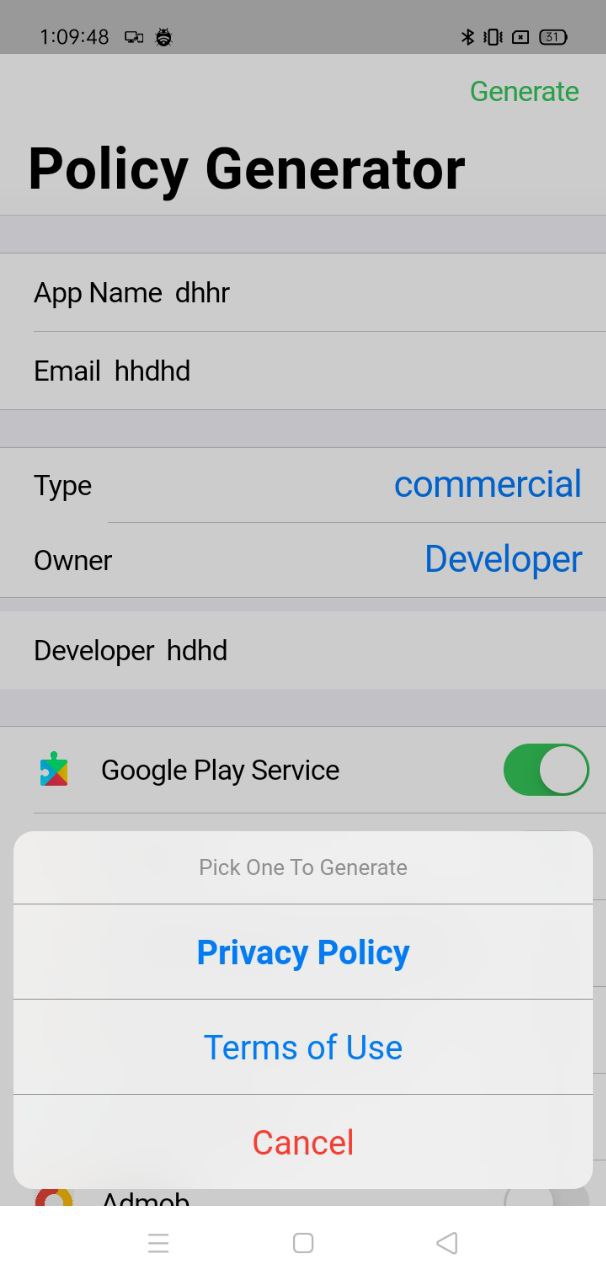 1:09:48
31
Generate
Policy Generator
App Name dhhr
Email hhdhd
Type commercial
Owner Developer
Developer hdhd
Google Play Service
Pick One To Generate
Privacy Policy
Terms of Use
Cancel
Admob